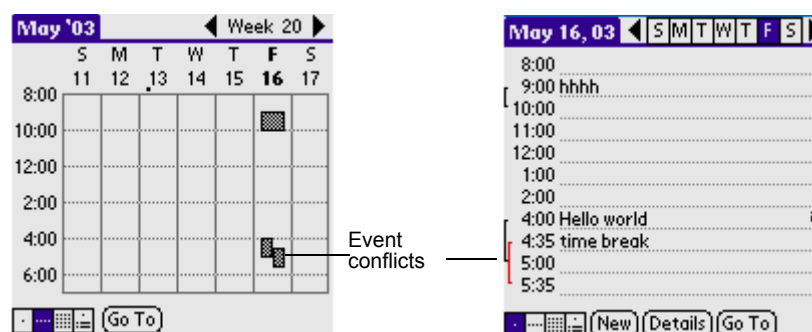 May '03 Week 20
S M T W T F S
11 12 13 14 15 16 17
8:00
10:00
12:00
2:00
4:00
6:00
Go To
Event
conflicts
May 16, 03 S M T W T F S
8:00
9:00 hhhh
10:00
11:00
12:00
1:00
2:00
4:00 Hello world
4:35 time break
5:00
5:35
New Details Go To